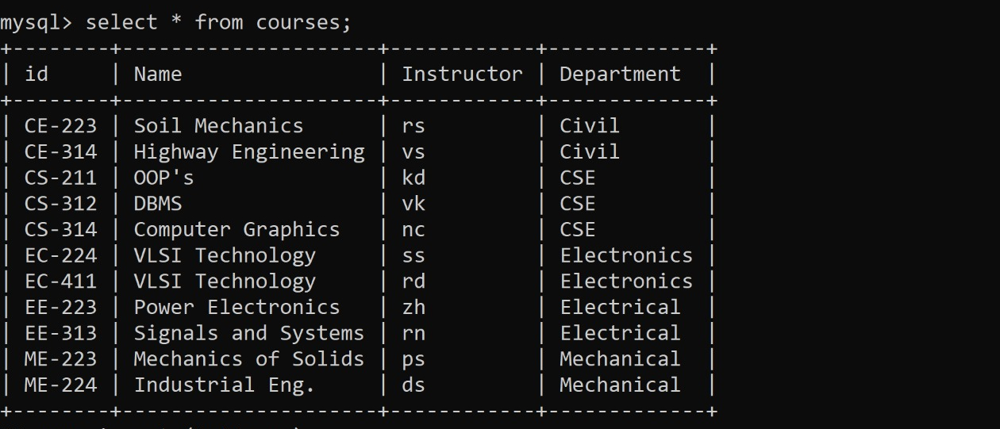 mysql> select * from courses;
+--------+---------------------+------------+-------------+
| id     | Name                | Instructor | Department  |
+--------+---------------------+------------+-------------+
| CE-223 | Soil Mechanics      | rs         | Civil       |
| CE-314 | Highway Engineering | vs         | Civil       |
| CS-211 | OOP's               | kd         | CSE         |
| CS-312 | DBMS                | vk         | CSE         |
| CS-314 | Computer Graphics   | nc         | CSE         |
| EC-224 | VLSI Technology     | ss         | Electronics |
| EC-411 | VLSI Technology     | rd         | Electronics |
| EE-223 | Power Electronics   | zh         | Electrical  |
| EE-313 | Signals and Systems | rn         | Electrical  |
| ME-223 | Mechanics of Solids | ps         | Mechanical  |
| ME-224 | Industrial Eng.     | ds         | Mechanical  |
+--------+---------------------+------------+-------------+